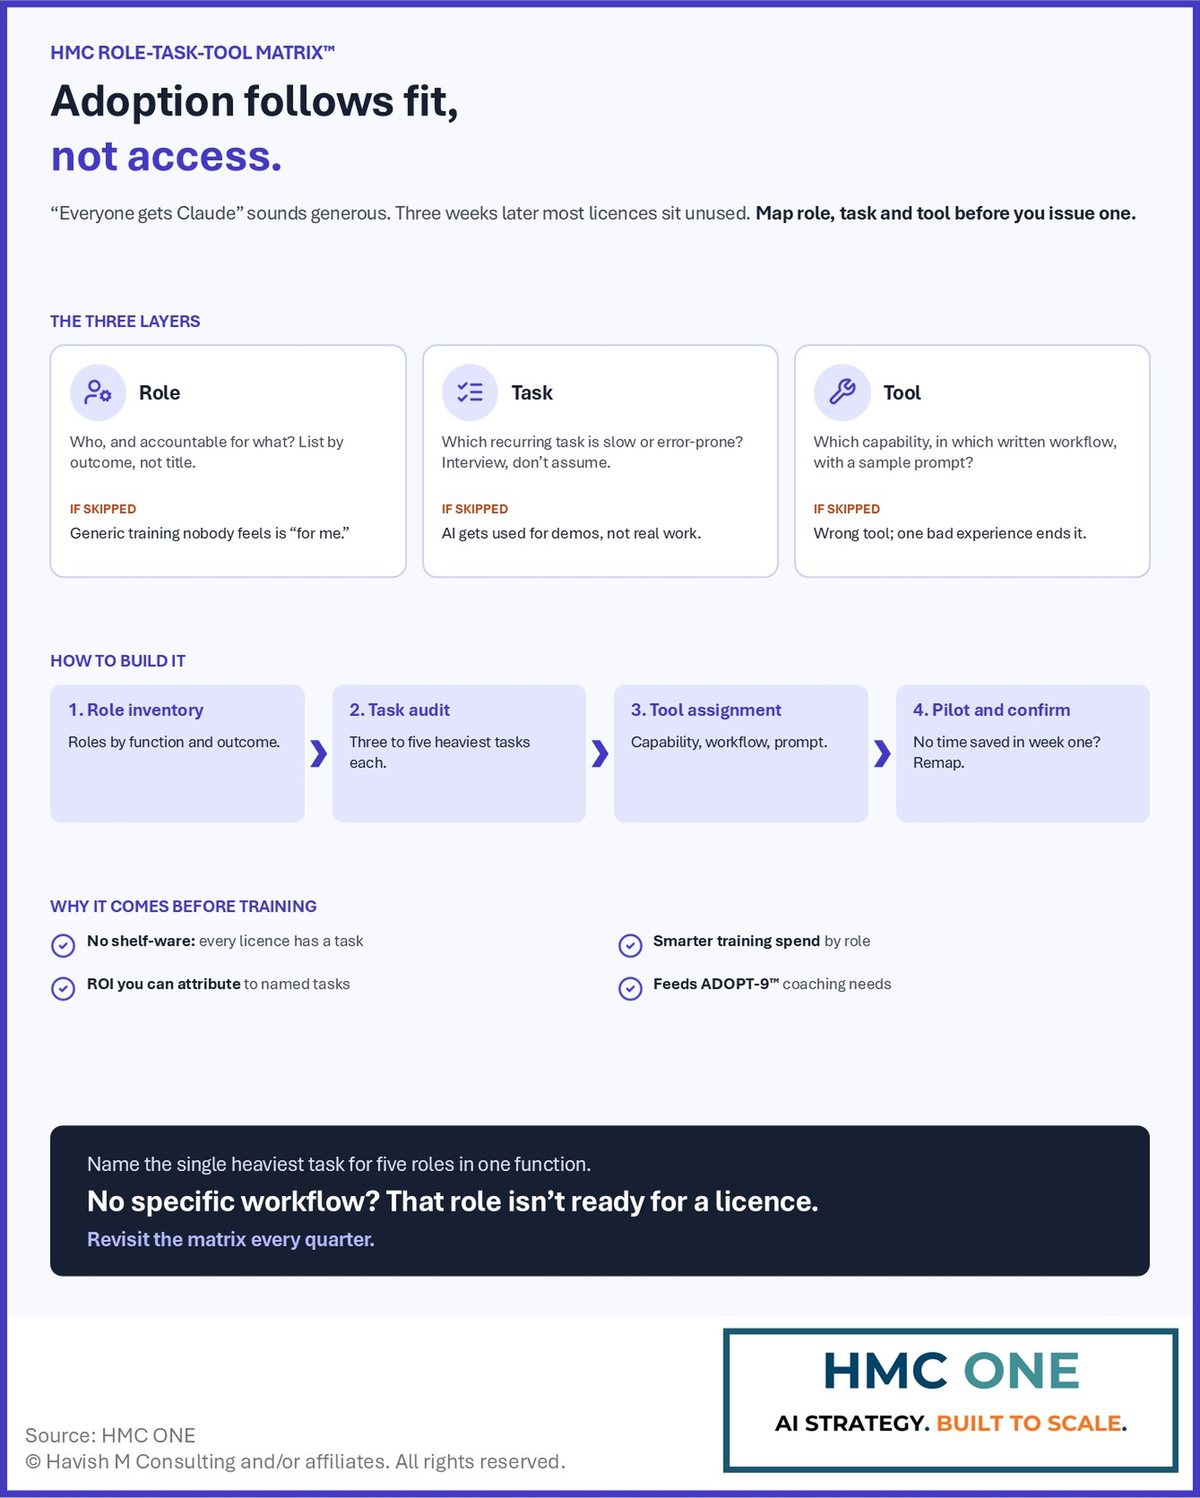 HMC ROLE-TASK-TOOL MATRIX™
Adoption follows fit,
not access.
“Everyone gets Claude” sounds generous. Three weeks later most licences sit unused. Map role, task and tool before you issue one.
THE THREE LAYERS
Role
Who, and accountable for what? List by
outcome, not title.
IF SKIPPED
Generic training nobody feels is “for me.”
Task
Which recurring task is slow or error-prone?
Interview, don’t assume.
IF SKIPPED
AI gets used for demos, not real work.
Tool
Which capability, in which written workflow,
with a sample prompt?
IF SKIPPED
Wrong tool; one bad experience ends it.
HOW TO BUILD IT
1. Role inventory
Roles by function and outcome.
2. Task audit
Three to five heaviest tasks
each.
3. Tool assignment
Capability, workflow, prompt.
4. Pilot and confirm
No time saved in week one?
Remap.
WHY IT COMES BEFORE TRAINING
No shelf-ware: every licence has a task
Smarter training spend by role
ROI you can attribute to named tasks
Feeds ADOPT-9™ coaching needs
Name the single heaviest task for five roles in one function.
No specific workflow? That role isn’t ready for a licence.
Revisit the matrix every quarter.
HMC ONE
AI STRATEGY. BUILT TO SCALE.
Source: HMC ONE
© Havish M Consulting and/or affiliates. All rights reserved.